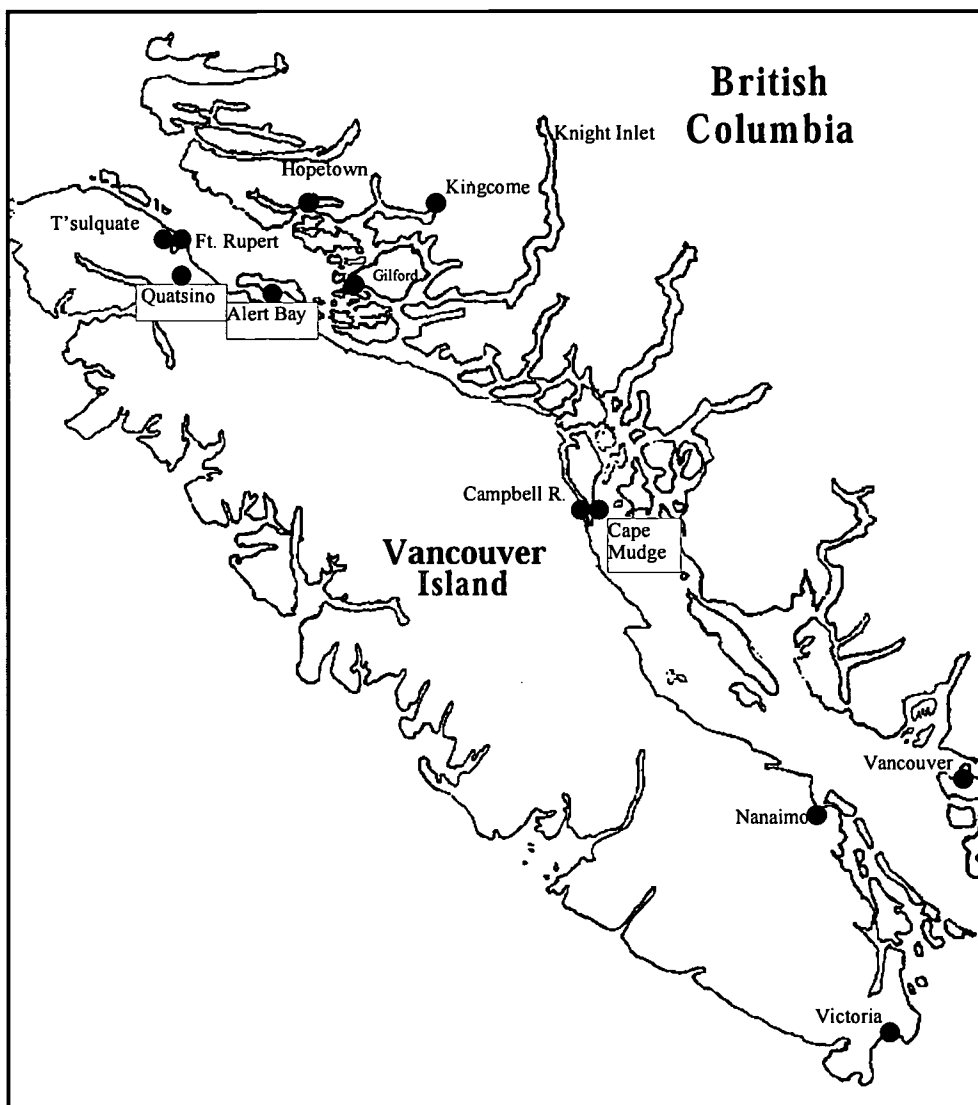 British
Columbia
Knight Inlet
Hopetown
Kingcome
T'sulquate
Ft. Rupert
Gilford
Quatsino
Alert Bay
Campbell R.
Cape
Mudge
Vancouver
Island
Vancouver
Nanaimo
Victoria